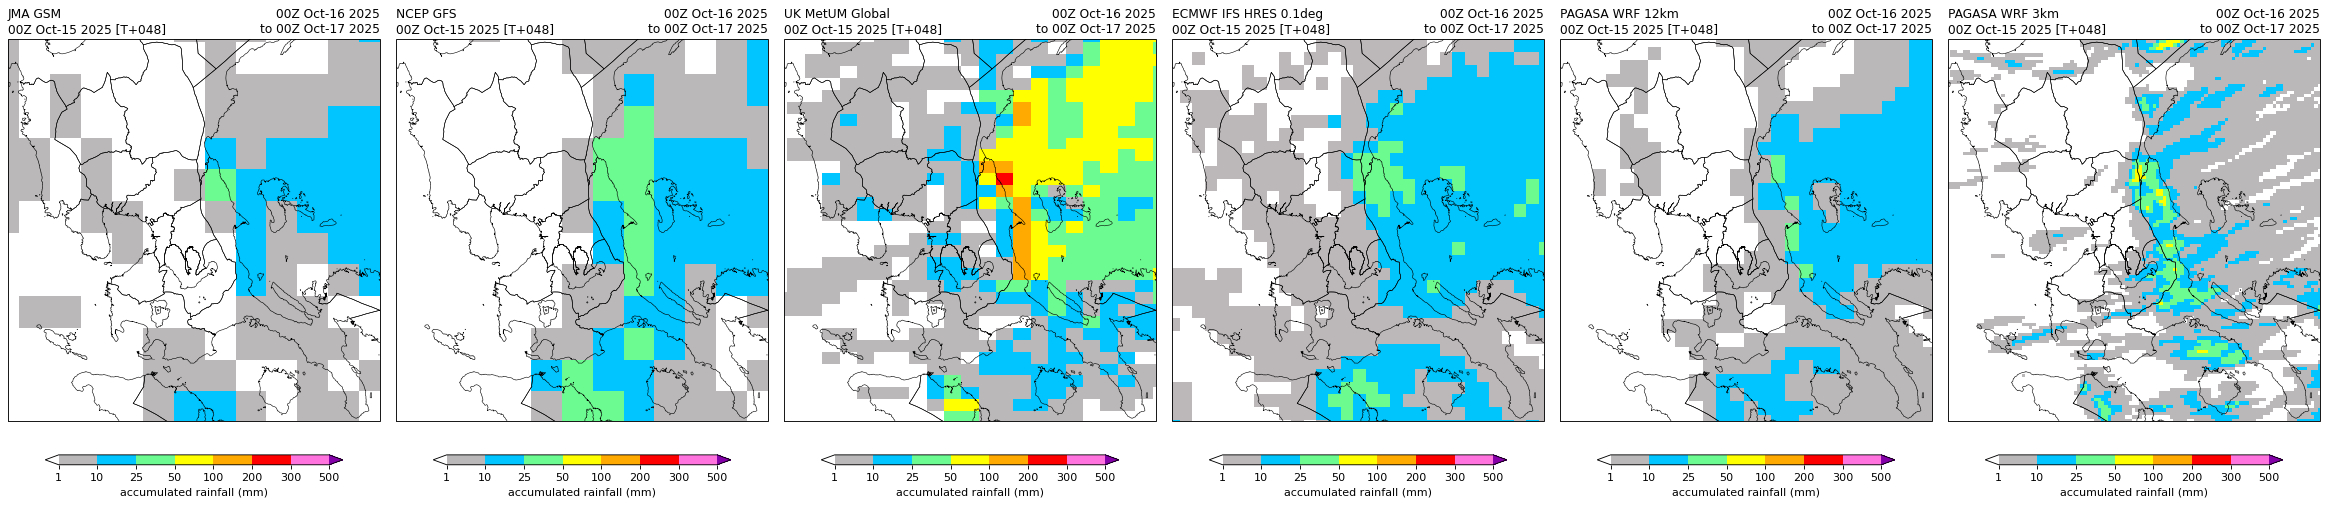 JMA GSM 00Z Oct-16 2025
00Z Oct-15 2025 [T+048] to 00Z Oct-17 2025
1 10 25 50 100 200 300 500
accumulated rainfall (mm)
NCEP GFS 00Z Oct-16 2025
00Z Oct-15 2025 [T+048] to 00Z Oct-17 2025
1 10 25 50 100 200 300 500
accumulated rainfall (mm)
UK MetUM Global 00Z Oct-16 2025
00Z Oct-15 2025 [T+048] to 00Z Oct-17 2025
1 10 25 50 100 200 300 500
accumulated rainfall (mm)
ECMWF IFS HRES 0.1deg 00Z Oct-16 2025
00Z Oct-15 2025 [T+048] to 00Z Oct-17 2025
1 10 25 50 100 200 300 500
accumulated rainfall (mm)
PAGASA WRF 12km 00Z Oct-16 2025
00Z Oct-15 2025 [T+048] to 00Z Oct-17 2025
1 10 25 50 100 200 300 500
accumulated rainfall (mm)
PAGASA WRF 3km 00Z Oct-16 2025
00Z Oct-15 2025 [T+048] to 00Z Oct-17 2025
1 10 25 50 100 200 300 500
accumulated rainfall (mm)